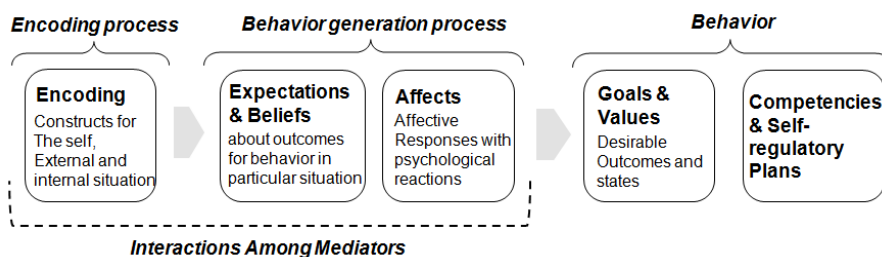 Encoding process
Behavior generation process
Behavior
Encoding
Constructs for
The self,
External and
internal situation
Expectations
& Beliefs
about outcomes
for behavior in
particular situation
Affects
Affective
Responses with
psychological
reactions
Goals &
Values
Desirable
Outcomes and
states
Competencies
& Self-
regulatory
Plans
Interactions Among Mediators